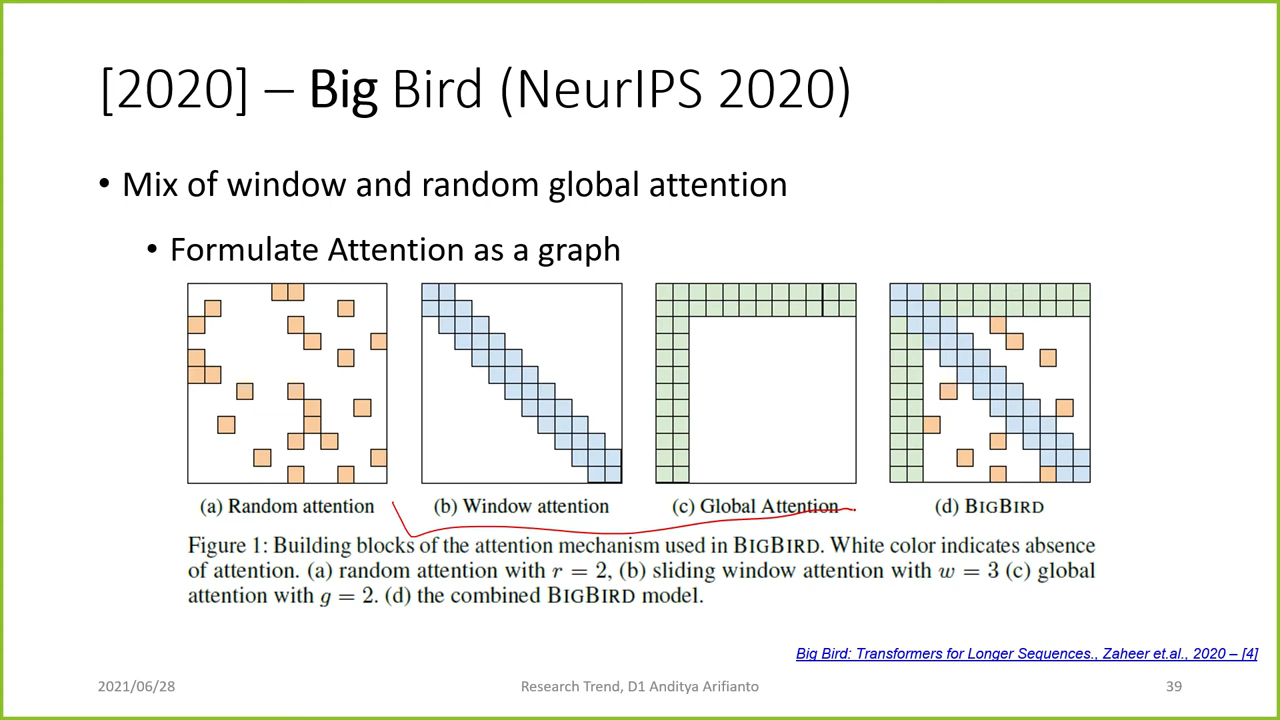 [2020] – Big Bird (NeurIPS 2020)
• Mix of window and random global attention
• Formulate Attention as a graph
(a) Random attention (b) Window attention (c) Global Attention (d) BIGBIRD
Figure 1: Building blocks of the attention mechanism used in BIGBIRD. White color indicates absence
of attention. (a) random attention with r = 2, (b) sliding window attention with w = 3 (c) global
attention with g = 2. (d) the combined BIGBIRD model.
Big Bird: Transformers for Longer Sequences., Zaheer et.al., 2020 – [4]
2021/06/28 Research Trend, D1 Anditya Arifianto 39